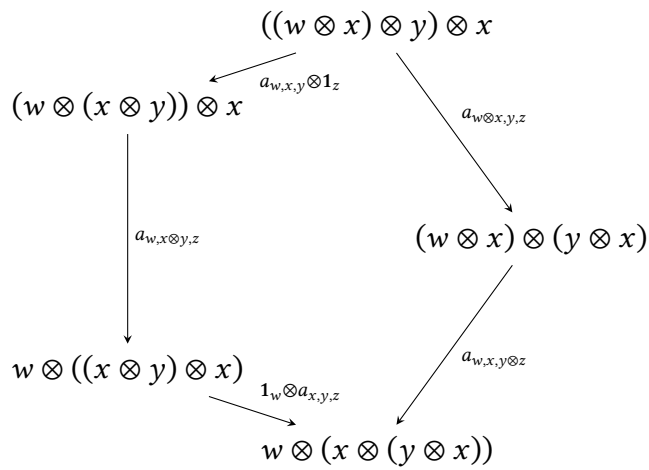 ((w ⊗ x) ⊗ y) ⊗ x
a_{w,x,y}⊗1_z
(w ⊗ (x ⊗ y)) ⊗ x
a_{w⊗x,y,z}
a_{w,x⊗y,z}
(w ⊗ x) ⊗ (y ⊗ x)
w ⊗ ((x ⊗ y) ⊗ x)
a_{w,x,y⊗z}
1_w⊗a_{x,y,z}
w ⊗ (x ⊗ (y ⊗ x))